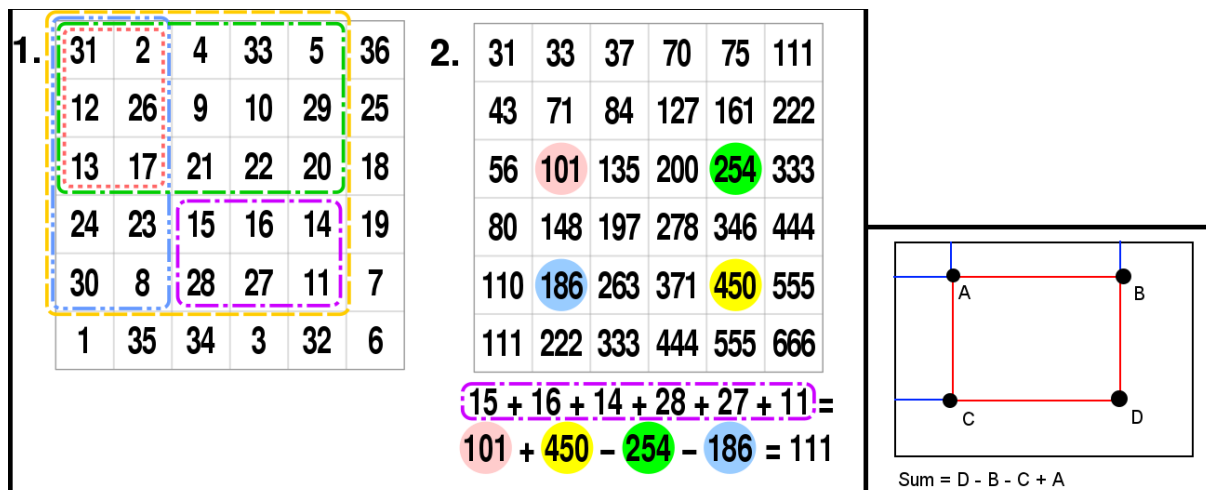 1.
31 2 4 33 5 36
12 26 9 10 29 25
13 17 21 22 20 18
24 23 15 16 14 19
30 8 28 27 11 7
1 35 34 3 32 6
2.
31 33 37 70 75 111
43 71 84 127 161 222
56 101 135 200 254 333
80 148 197 278 346 444
110 186 263 371 450 555
111 222 333 444 555 666
15 + 16 + 14 + 28 + 27 + 11 =
101 + 450 − 254 − 186 = 111
A
B
C
D
Sum = D - B - C + A